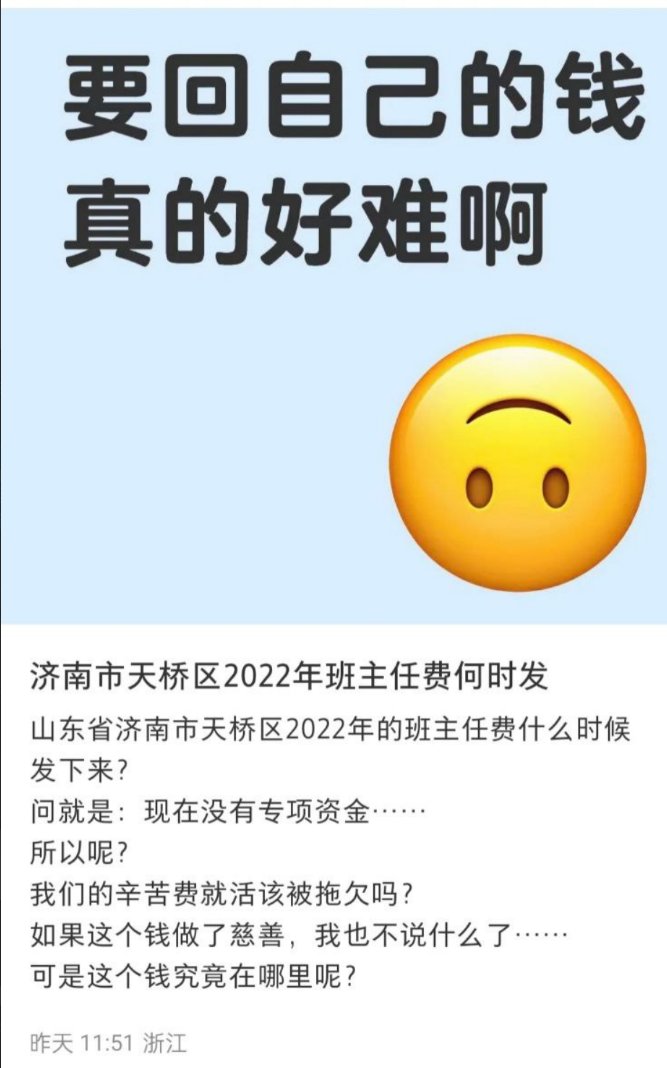 要回自己的钱
真的好难啊
济南市天桥区2022年班主任费何时发
山东省济南市天桥区2022年的班主任费什么时候
发下来？
问就是：现在没有专项资金……
所以呢？
我们的辛苦费就活该被拖欠吗？
如果这个钱做了慈善，我也不说什么了……
可是这个钱究竟在哪里呢？
昨天 11:51 浙江